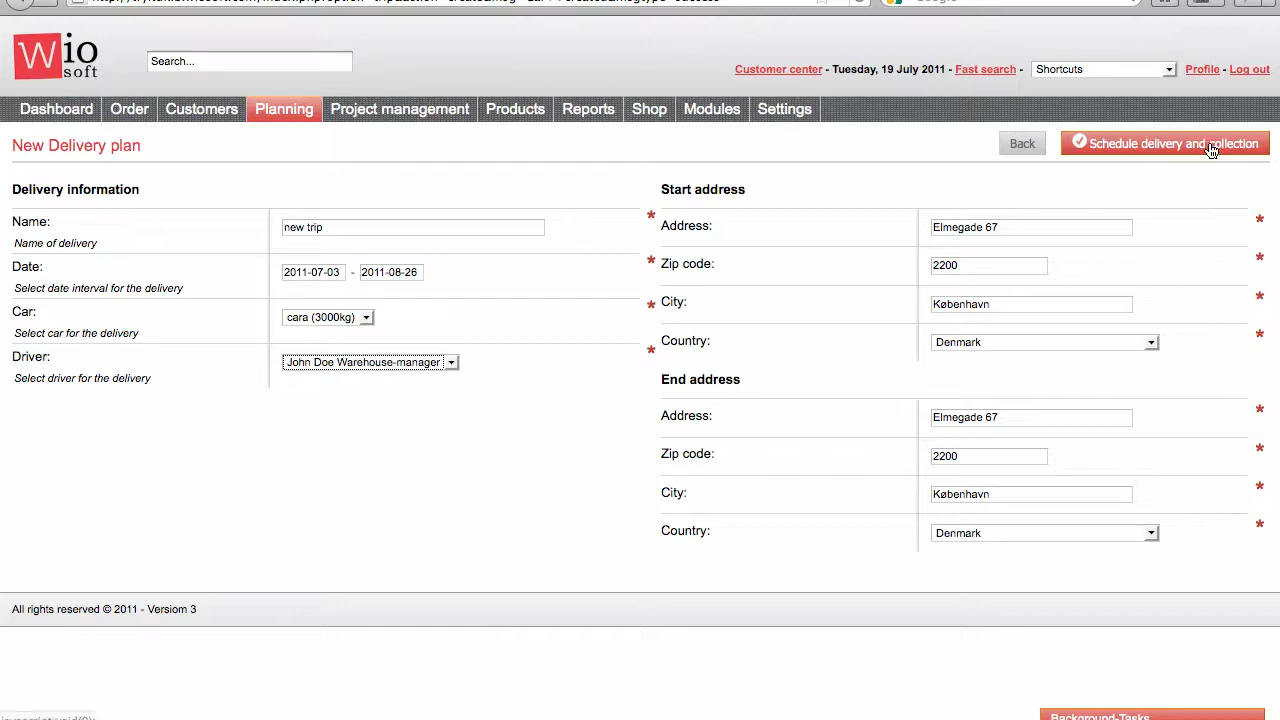 Wio
soft
Search...
Customer center - Tuesday, 19 July 2011 - Fast search - Shortcuts Profile - Log out
Dashboard Order Customers Planning Project management Products Reports Shop Modules Settings
New Delivery plan
Back
Schedule delivery and collection
Delivery information
Name:
Name of delivery
new trip *
Date:
Select date interval for the delivery
2011-07-03 - 2011-08-26 *
Car:
Select car for the delivery
cara (3000kg) *
Driver:
Select driver for the delivery
John Doe Warehouse-manager *
Start address
Address: Elmegade 67 *
Zip code: 2200 *
City: København *
Country: Denmark *
End address
Address: Elmegade 67 *
Zip code: 2200 *
City: København *
Country: Denmark *
All rights reserved © 2011 - Versiom 3
Background-Tasks